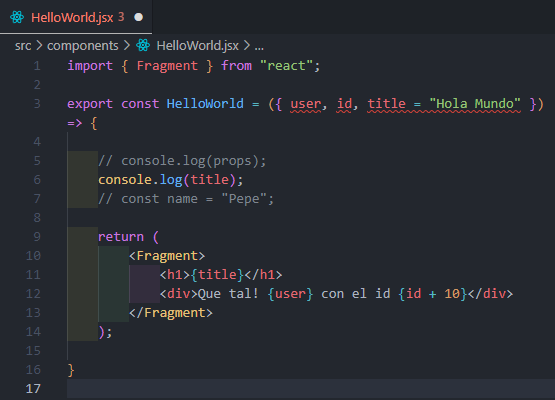 HelloWorld.jsx 3
src > components > HelloWorld.jsx > ...
1 import { Fragment } from "react";
2
3 export const HelloWorld = ({ user, id, title = "Hola Mundo" })
=> {
4
5 // console.log(props);
6 console.log(title);
7 // const name = "Pepe";
8
9 return (
10 <Fragment>
11 <h1>{title}</h1>
12 <div>Que tal! {user} con el id {id + 10}</div>
13 </Fragment>
14 );
15
16 }
17